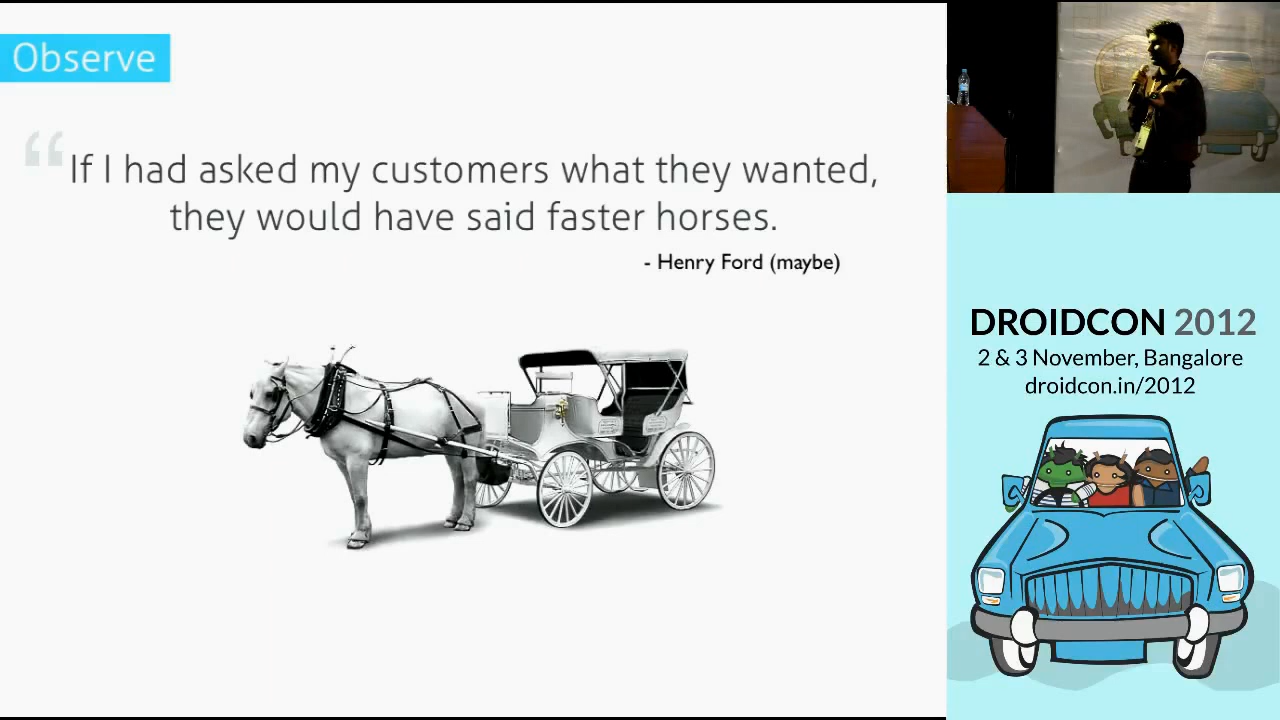 Observe
“If I had asked my customers what they wanted,
they would have said faster horses.
- Henry Ford (maybe)
DROIDCON 2012
2 & 3 November, Bangalore
droidcon.in/2012